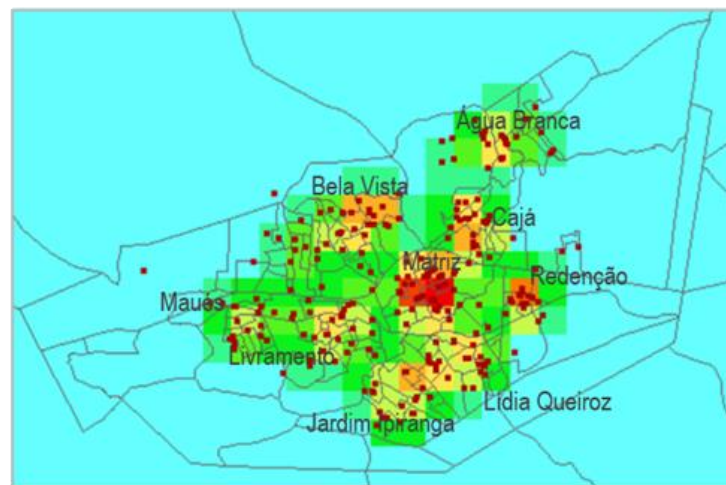 Água Branca
Bela Vista
Cajá
Matriz
Redenção
Maués
Livramento
Lídia Queiroz
Jardim Ipiranga